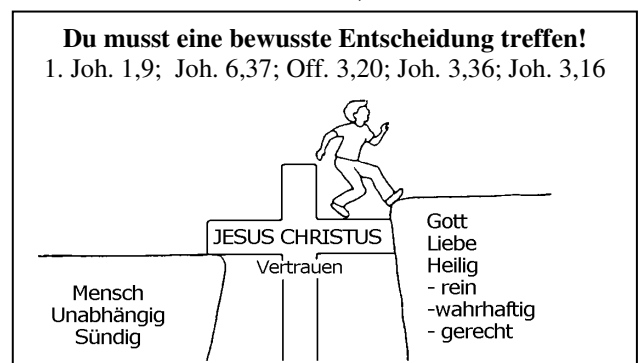 Du musst eine bewusste Entscheidung treffen!
1. Joh. 1,9;  Joh. 6,37; Off. 3,20; Joh. 3,36; Joh. 3,16
JESUS CHRISTUS
Vertrauen
Mensch
Unabhängig
Sündig
Gott
Liebe
Heilig
- rein
-wahrhaftig
- gerecht